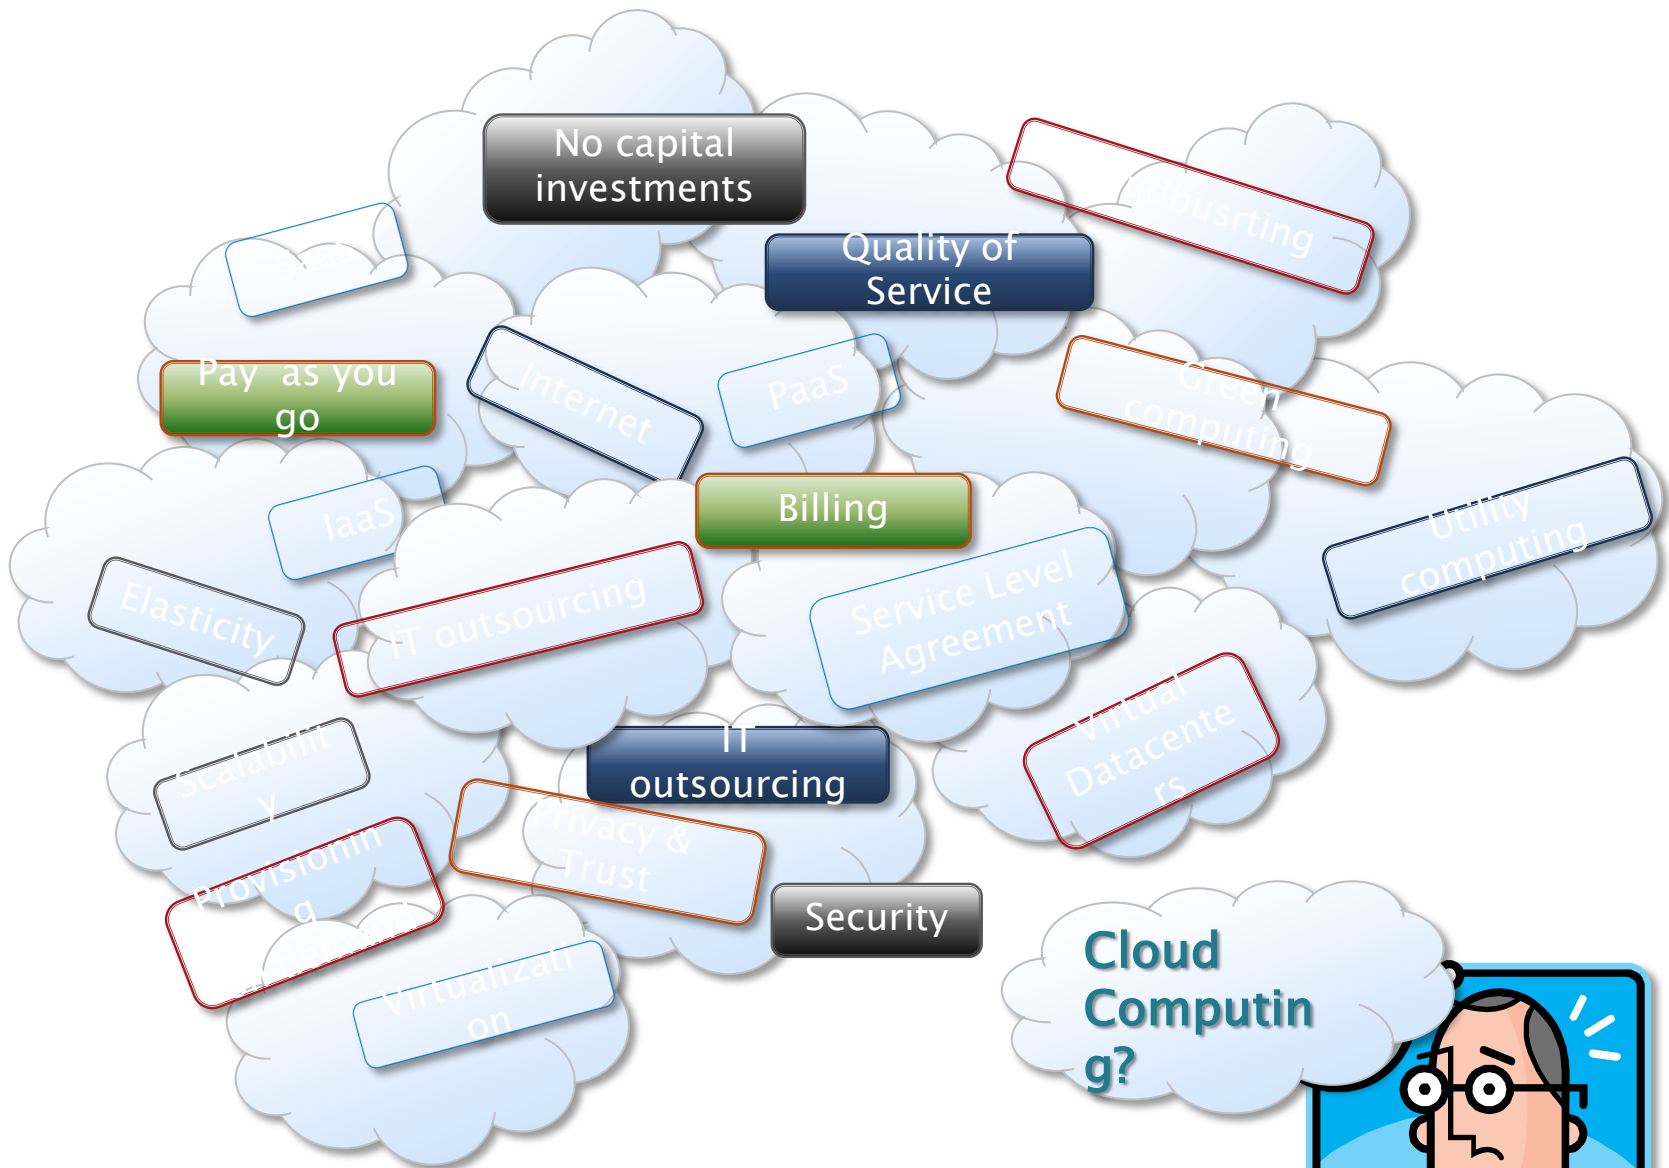 No capital
investments
dbusrting
Quality of
Service
SaaS
Pay as you
go
Internet
PaaS
Green
computing
IaaS
Billing
Utility
computing
Elasticity
IT outsourcing
Service Level
Agreement
Scalabilit
y
IT
outsourcing
Virtual
Datacente
rs
Provisionin
g
Privacy &
Trust
Security
Virtualizati
on
Cloud
Computin
g?